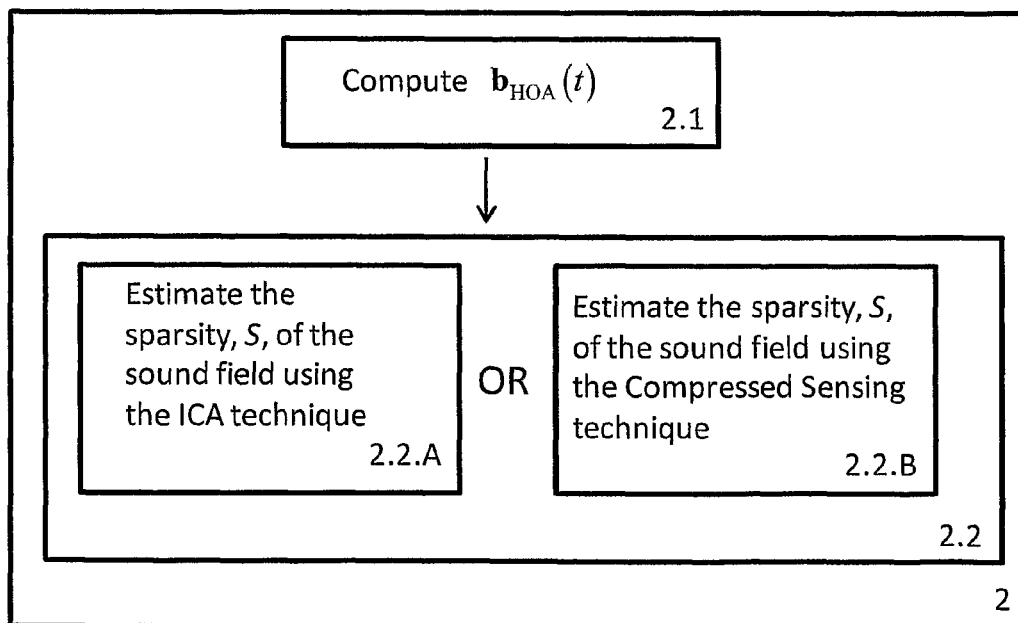 Compute b_HOA(t)
2.1
Estimate the
sparsity, S, of the
sound field using
the ICA technique
2.2.A
OR
Estimate the sparsity, S,
of the sound field using
the Compressed Sensing
technique
2.2.B
2.2
2